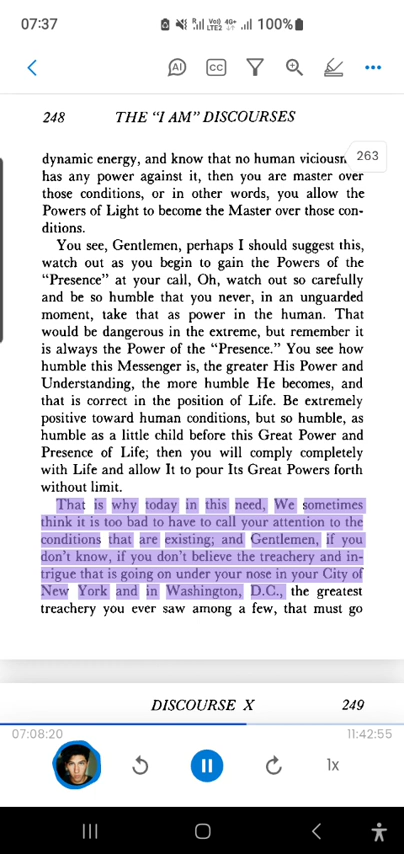 07:37
100%
AI
CC
248 THE “I AM” DISCOURSES
263
dynamic energy, and know that no human
has any power against it, then you are master over
those conditions, or in other words, you allow the
Powers of Light to become the Master over those con-
ditions.
You see, Gentlemen, perhaps I should suggest this,
watch out as you begin to gain the Powers of the
“Presence” at your call, Oh, watch out so carefully
and be so humble that you never, in an unguarded
moment, take that as power in the human. That
would be dangerous in the extreme, but remember it
is always the Power of the “Presence.” You see how
humble this Messenger is, the greater His Power and
Understanding, the more humble He becomes, and
that is correct in the position of Life. Be extremely
positive toward human conditions, but so humble, as
humble as a little child before this Great Power and
Presence of Life; then you will comply completely
with Life and allow It to pour Its Great Powers forth
without limit.
That is why today in this need, We sometimes
think it is too bad to have to call your attention to the
conditions that are existing; and Gentlemen, if you
don’t know, if you don’t believe the treachery and in-
trigue that is going on under your nose in your City of
New York and in Washington, D.C., the greatest
treachery you ever saw among a few, that must go
DISCOURSE X 249
07:08:20 11:42:55
1x